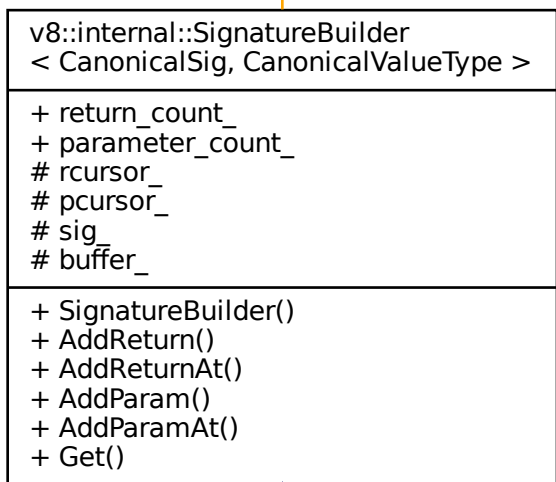 v8::internal::SignatureBuilder
< CanonicalSig, CanonicalValueType >
+ return_count_
+ parameter_count_
# rcursor_
# pcursor_
# sig_
# buffer_
+ SignatureBuilder()
+ AddReturn()
+ AddReturnAt()
+ AddParam()
+ AddParamAt()
+ Get()